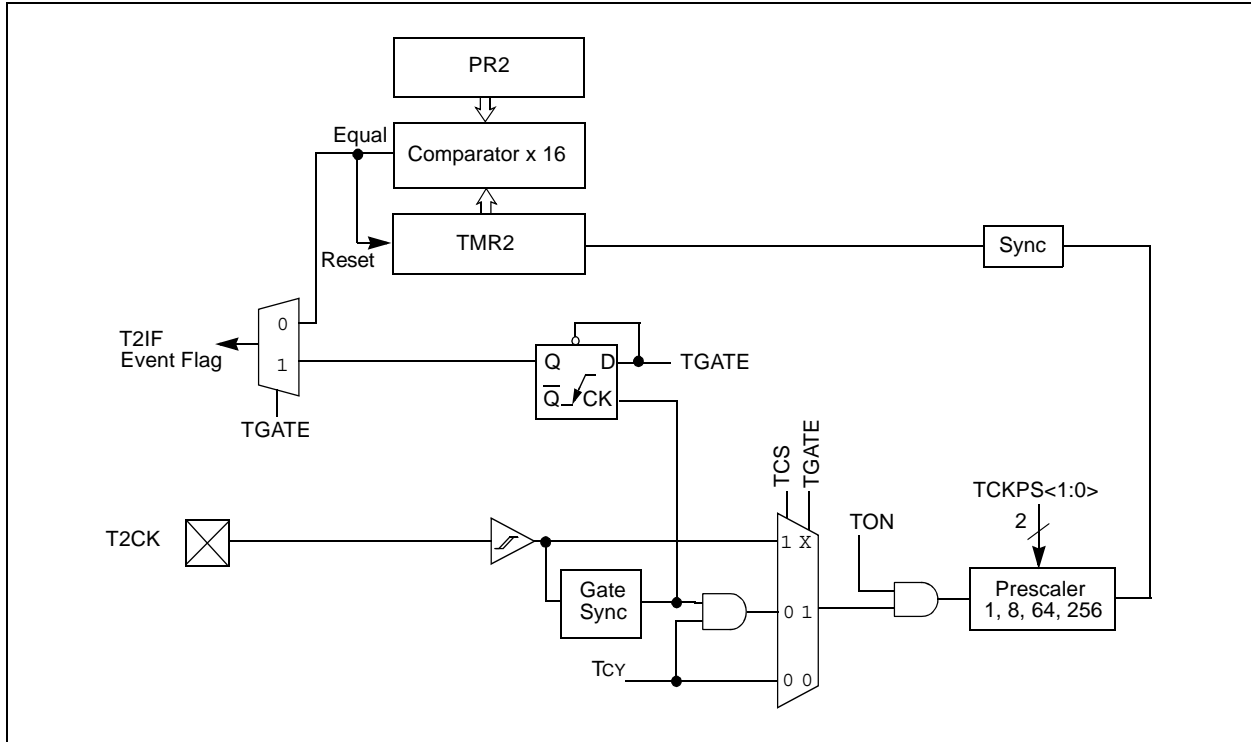 PR2
Equal
Comparator x 16
Reset
TMR2
Sync
T2IF
Event Flag
0
1
TGATE
Q
D
Q
CK
TGATE
TCS
TGATE
TCKPS<1:0>
2
TON
T2CK
1 X
Gate
Sync
0 1
Prescaler
1, 8, 64, 256
TCY
0 0